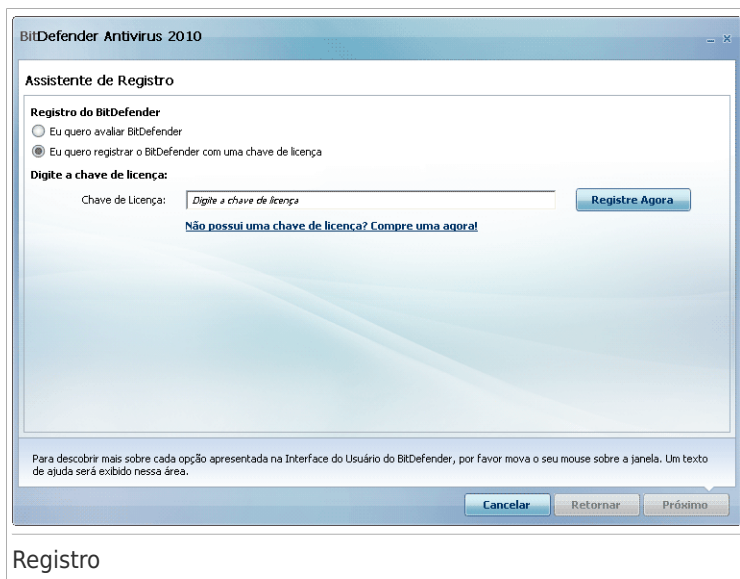 BitDefender Antivirus 2010
Assistente de Registro
Registro do BitDefender
Eu quero avaliar BitDefender
Eu quero registrar o BitDefender com uma chave de licença
Digite a chave de licença:
Chave de Licença:
Digite a chave de licença
Registre Agora
Não possui uma chave de licença? Compre uma agora!
Para descobrir mais sobre cada opção apresentada na Interface do Usuário do BitDefender, por favor mova o seu mouse sobre a janela. Um texto
de ajuda será exibido nessa área.
Cancelar
Retornar
Próximo
Registro